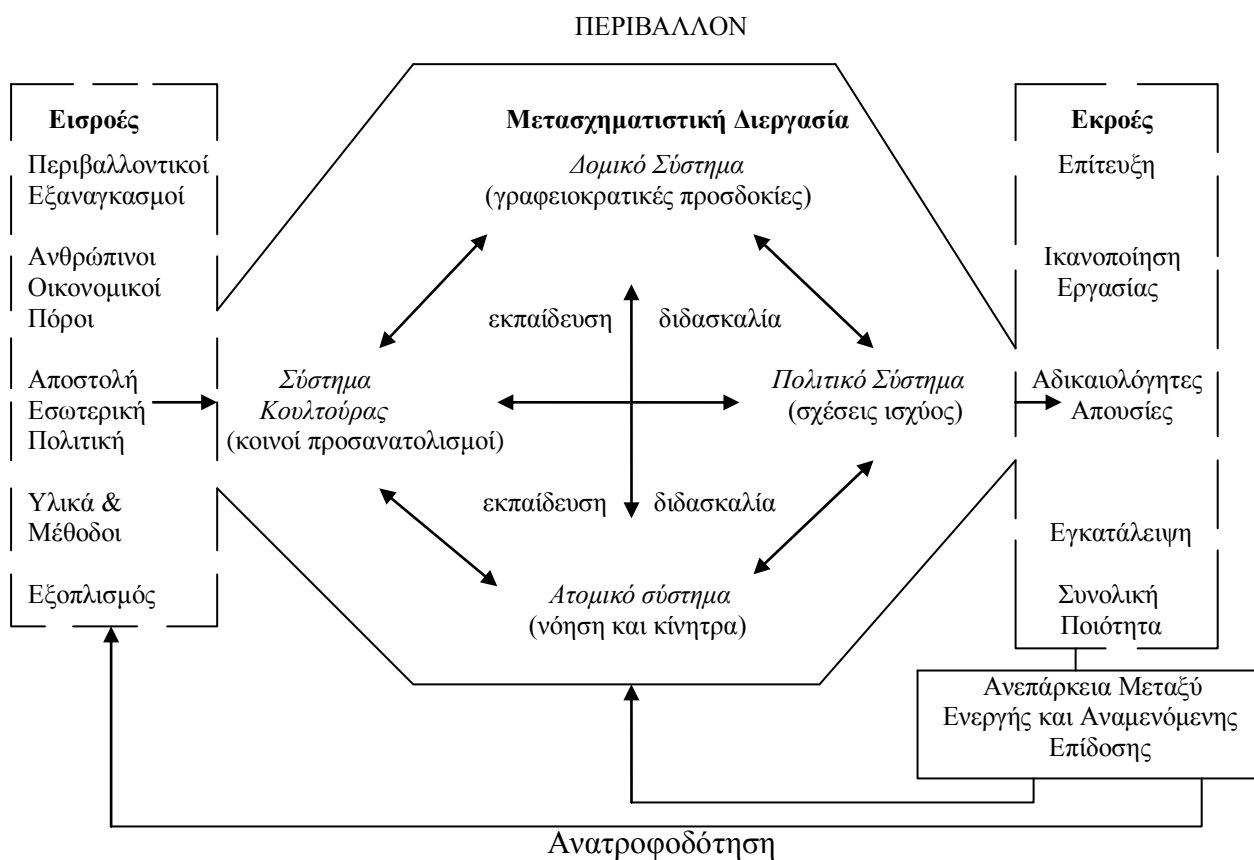 ΠΕΡΙΒΑΛΛΟΝ
Εισροές
Περιβαλλοντικοί
Εξαναγκασμοί
Ανθρώπινοι
Οικονομικοί
Πόροι
Αποστολή
Εσωτερική
Πολιτική
Υλικά &
Μέθοδοι
Εξοπλισμός
Μετασχηματιστική Διεργασία
Δομικό Σύστημα
(γραφειοκρατικές προσδοκίες)
εκπαίδευση διδασκαλία
Σύστημα
Κουλτούρας
(κοινοί προσανατολισμοί)
Πολιτικό Σύστημα
(σχέσεις ισχύος)
εκπαίδευση διδασκαλία
Ατομικό σύστημα
(νόηση και κίνητρα)
Εκροές
Επίτευξη
Ικανοποίηση
Εργασίας
Αδικαιολόγητες
Απουσίες
Εγκατάλειψη
Συνολική
Ποιότητα
Ανεπάρκεια Μεταξύ
Ενεργής και Αναμενόμενης
Επίδοσης
Ανατροφοδότηση